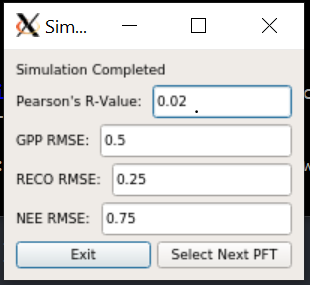 Sim...
Simulation Completed
Pearson's R-Value: 0.02
GPP RMSE: 0.5
RECO RMSE: 0.25
NEE RMSE: 0.75
Exit Select Next PFT